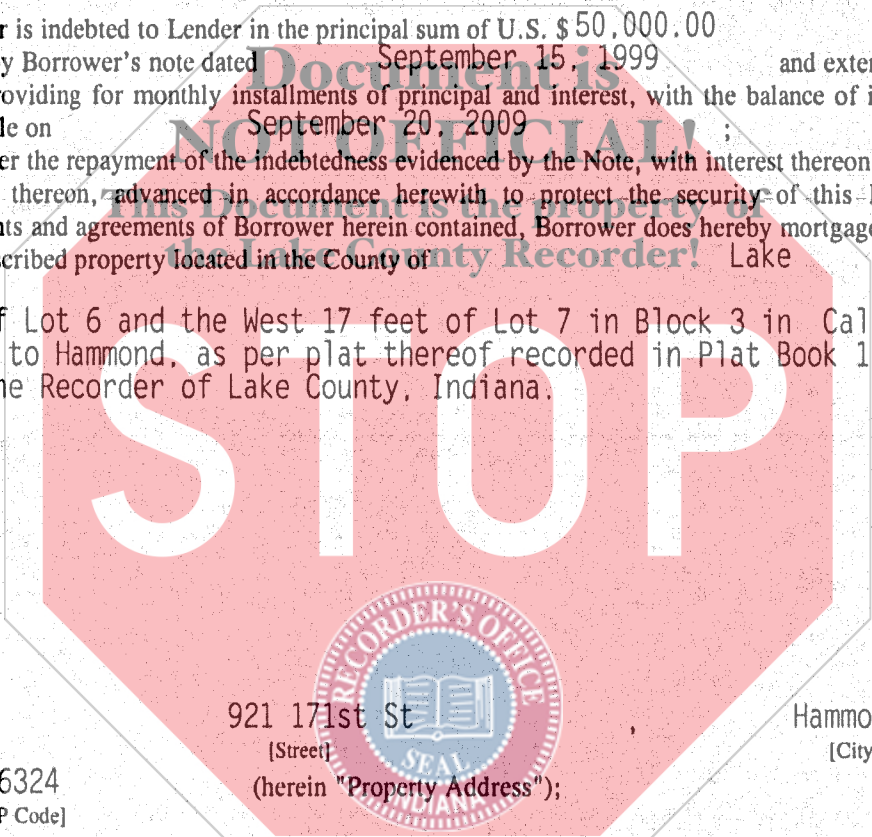 r is indebted to Lender in the principal sum of U.S. $ 50,000.00
y Borrower's note dated September 15, 1999 and exten
Document is
roviding for monthly installments of principal and interest, with the balance of i
le on September 20, 2009 ;
NOT OFFICIAL!
er the repayment of the indebtedness evidenced by the Note, with interest thereon
thereon, advanced in accordance herewith to protect the security of this
This Document is the property of
nts and agreements of Borrower herein contained, Borrower does hereby mortgage
scribed property located in the County of Lake
the Lake County Recorder!
f Lot 6 and the West 17 feet of Lot 7 in Block 3 in Cal
to Hammond, as per plat thereof recorded in Plat Book 1
he Recorder of Lake County, Indiana.
STOP
RECORDER'S OFFICE
921 171st St , Hammo
[Street] [City
SEAL
6324 (herein "Property Address");
INDIANA
P Code]